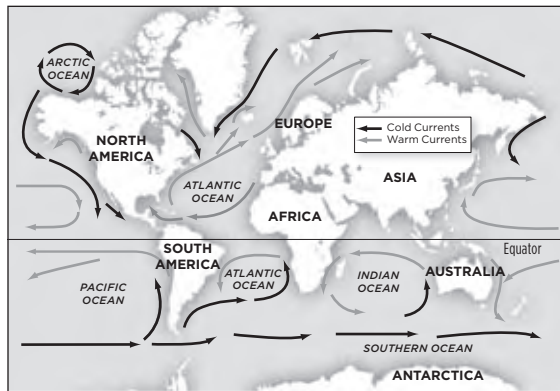 ARCTIC
OCEAN
NORTH
AMERICA
EUROPE
Cold Currents
Warm Currents
ASIA
ATLANTIC
OCEAN
AFRICA
Equator
SOUTH
AMERICA
PACIFIC
OCEAN
ATLANTIC
OCEAN
INDIAN
OCEAN
AUSTRALIA
SOUTHERN OCEAN
ANTARCTICA